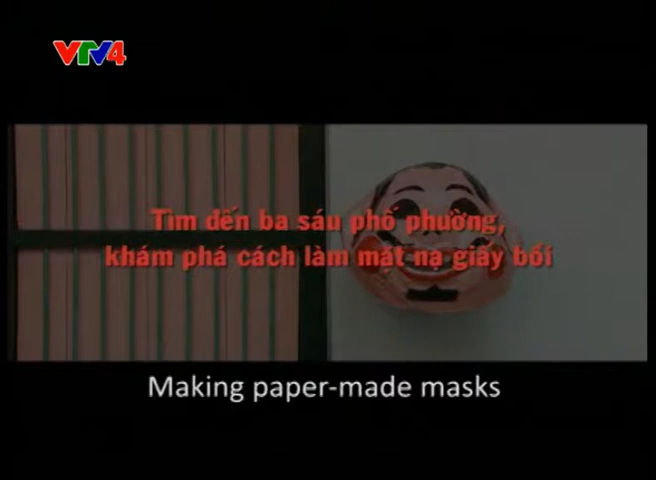 VTV4
Tìm đến ba sáu phố phường,
khám phá cách làm mặt nạ giấy bồi
Making paper-made masks